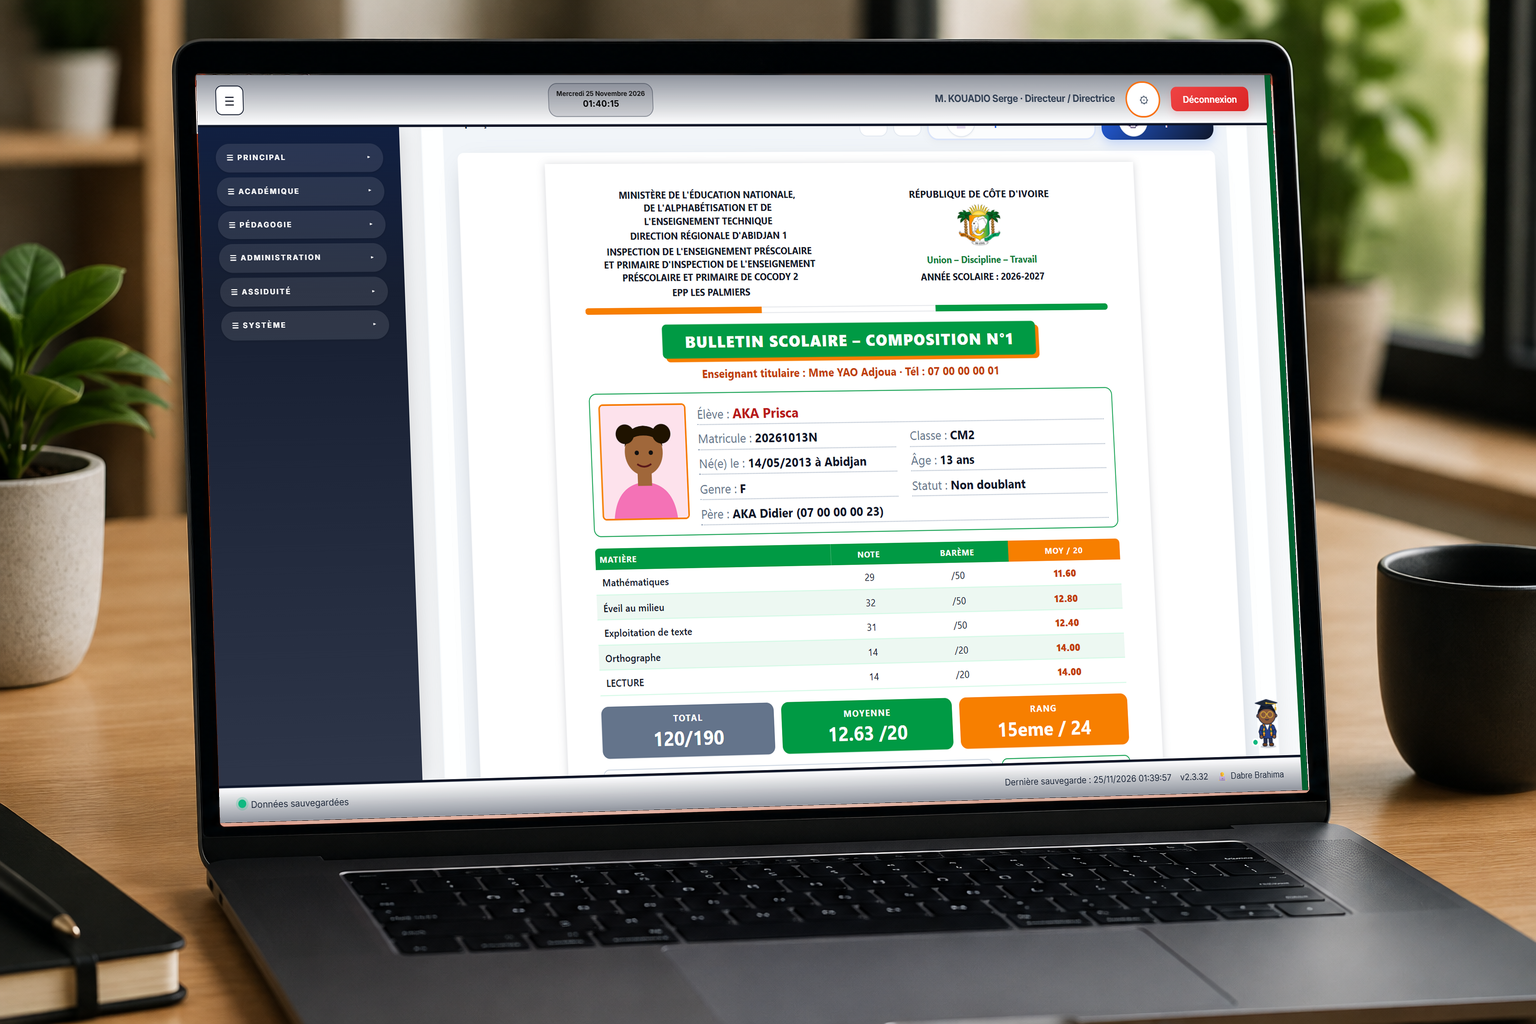 ☰
Mercredi 25 Novembre 2026
01:40:15
M. KOUADIO Serge · Directeur / Directrice
Déconnexion
☰ PRINCIPAL
☰ ACADÉMIQUE
☰ PÉDAGOGIE
☰ ADMINISTRATION
☰ ASSIDUITÉ
☰ SYSTÈME
MINISTÈRE DE L'ÉDUCATION NATIONALE,
DE L'ALPHABÉTISATION ET DE
L'ENSEIGNEMENT TECHNIQUE
DIRECTION RÉGIONALE D'ABIDJAN 1
INSPECTION DE L'ENSEIGNEMENT PRÉSCOLAIRE
ET PRIMAIRE D'INSPECTION DE L'ENSEIGNEMENT
PRÉSCOLAIRE ET PRIMAIRE DE COCODY 2
EPP LES PALMIERS
RÉPUBLIQUE DE CÔTE D'IVOIRE
Union – Discipline – Travail
ANNÉE SCOLAIRE : 2026-2027
BULLETIN SCOLAIRE – COMPOSITION N°1
Enseignant titulaire : Mme YAO Adjoua · Tél : 07 00 00 00 01
Élève : AKA Prisca
Matricule : 20261013N
Classe : CM2
Né(e) le : 14/05/2013 à Abidjan
Âge : 13 ans
Genre : F
Statut : Non doublant
Père : AKA Didier (07 00 00 00 23)
MATIÈRE NOTE BARÈME MOY / 20
Mathématiques 29 /50 11.60
Éveil au milieu 32 /50 12.80
Exploitation de texte 31 /50 12.40
Orthographe 14 /20 14.00
LECTURE 14 /20 14.00
TOTAL
120/190
MOYENNE
12.63 /20
RANG
15eme / 24
Données sauvegardées
Dernière sauvegarde : 25/11/2026 01:39:57 v2.3.32 Dabre Brahima